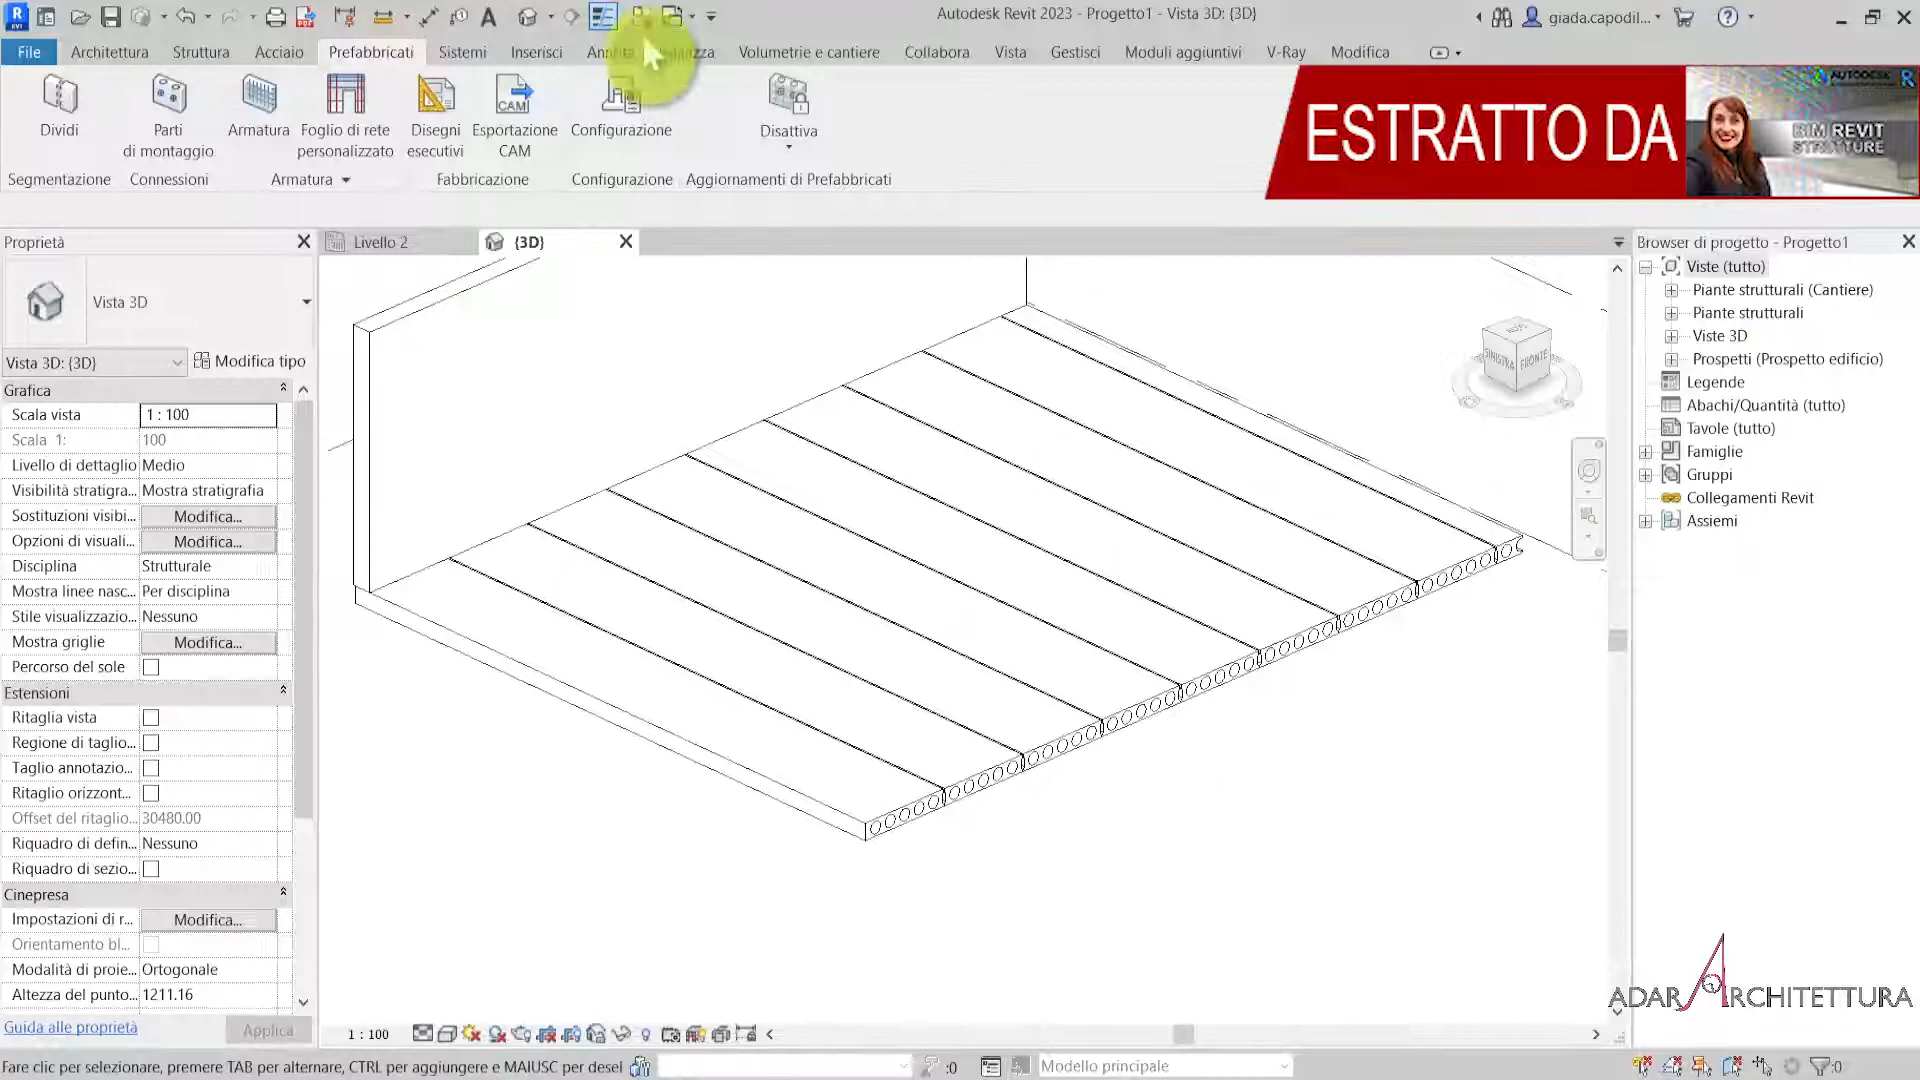 Autodesk Revit 2023 - Progetto1 - Vista 3D: {3D}
giada.capodil...
File
Architettura
Struttura
Acciaio
Prefabbricati
Sistemi
Inserisci
Volumetrie e cantiere
Collabora
Vista
Gestisci
Moduli aggiuntivi
V-Ray
Modifica
Dividi
Parti
di montaggio
Armatura
Foglio di rete
personalizzato
Disegni
esecutivi
CAM
Esportazione
CAM
Configurazione
Disattiva
Segmentazione
Connessioni
Armatura
Fabbricazione
Configurazione
Aggiornamenti di Prefabbricati
ESTRATTO DA
AUTODESK
BIM REVIT
STRUTTURE
Proprietà
Livello 2
{3D}
Browser di progetto - Progetto1
Vista 3D
Vista 3D: {3D}
Modifica tipo
Grafica
Scala vista
1 : 100
Scala 1:
100
Livello di dettaglio
Medio
Visibilità stratigra...
Mostra stratigrafia
Sostituzioni visibi...
Modifica...
Opzioni di visuali...
Modifica...
Disciplina
Strutturale
Mostra linee nasc...
Per disciplina
Stile visualizzazio...
Nessuno
Mostra griglie
Modifica...
Percorso del sole
Estensioni
Ritaglia vista
Regione di taglio...
Taglio annotazio...
Ritaglio orizzont...
Offset del ritaglio...
30480.00
Riquadro di defin...
Nessuno
Riquadro di sezio...
Cinepresa
Impostazioni di r...
Modifica...
Orientamento bl...
Modalità di proie...
Ortogonale
Altezza del punto...
1211.16
Guida alle proprietà
Applica
SINISTRA
FRONTE
Viste (tutto)
Piante strutturali (Cantiere)
Piante strutturali
Viste 3D
Prospetti (Prospetto edificio)
Legende
Abachi/Quantità (tutto)
Tavole (tutto)
Famiglie
Gruppi
Collegamenti Revit
Assiemi
ADARARCHITETTURA
1 : 100
Fare clic per selezionare, premere TAB per alternare, CTRL per aggiungere e MAIUSC per desel
:0
Modello principale
:0